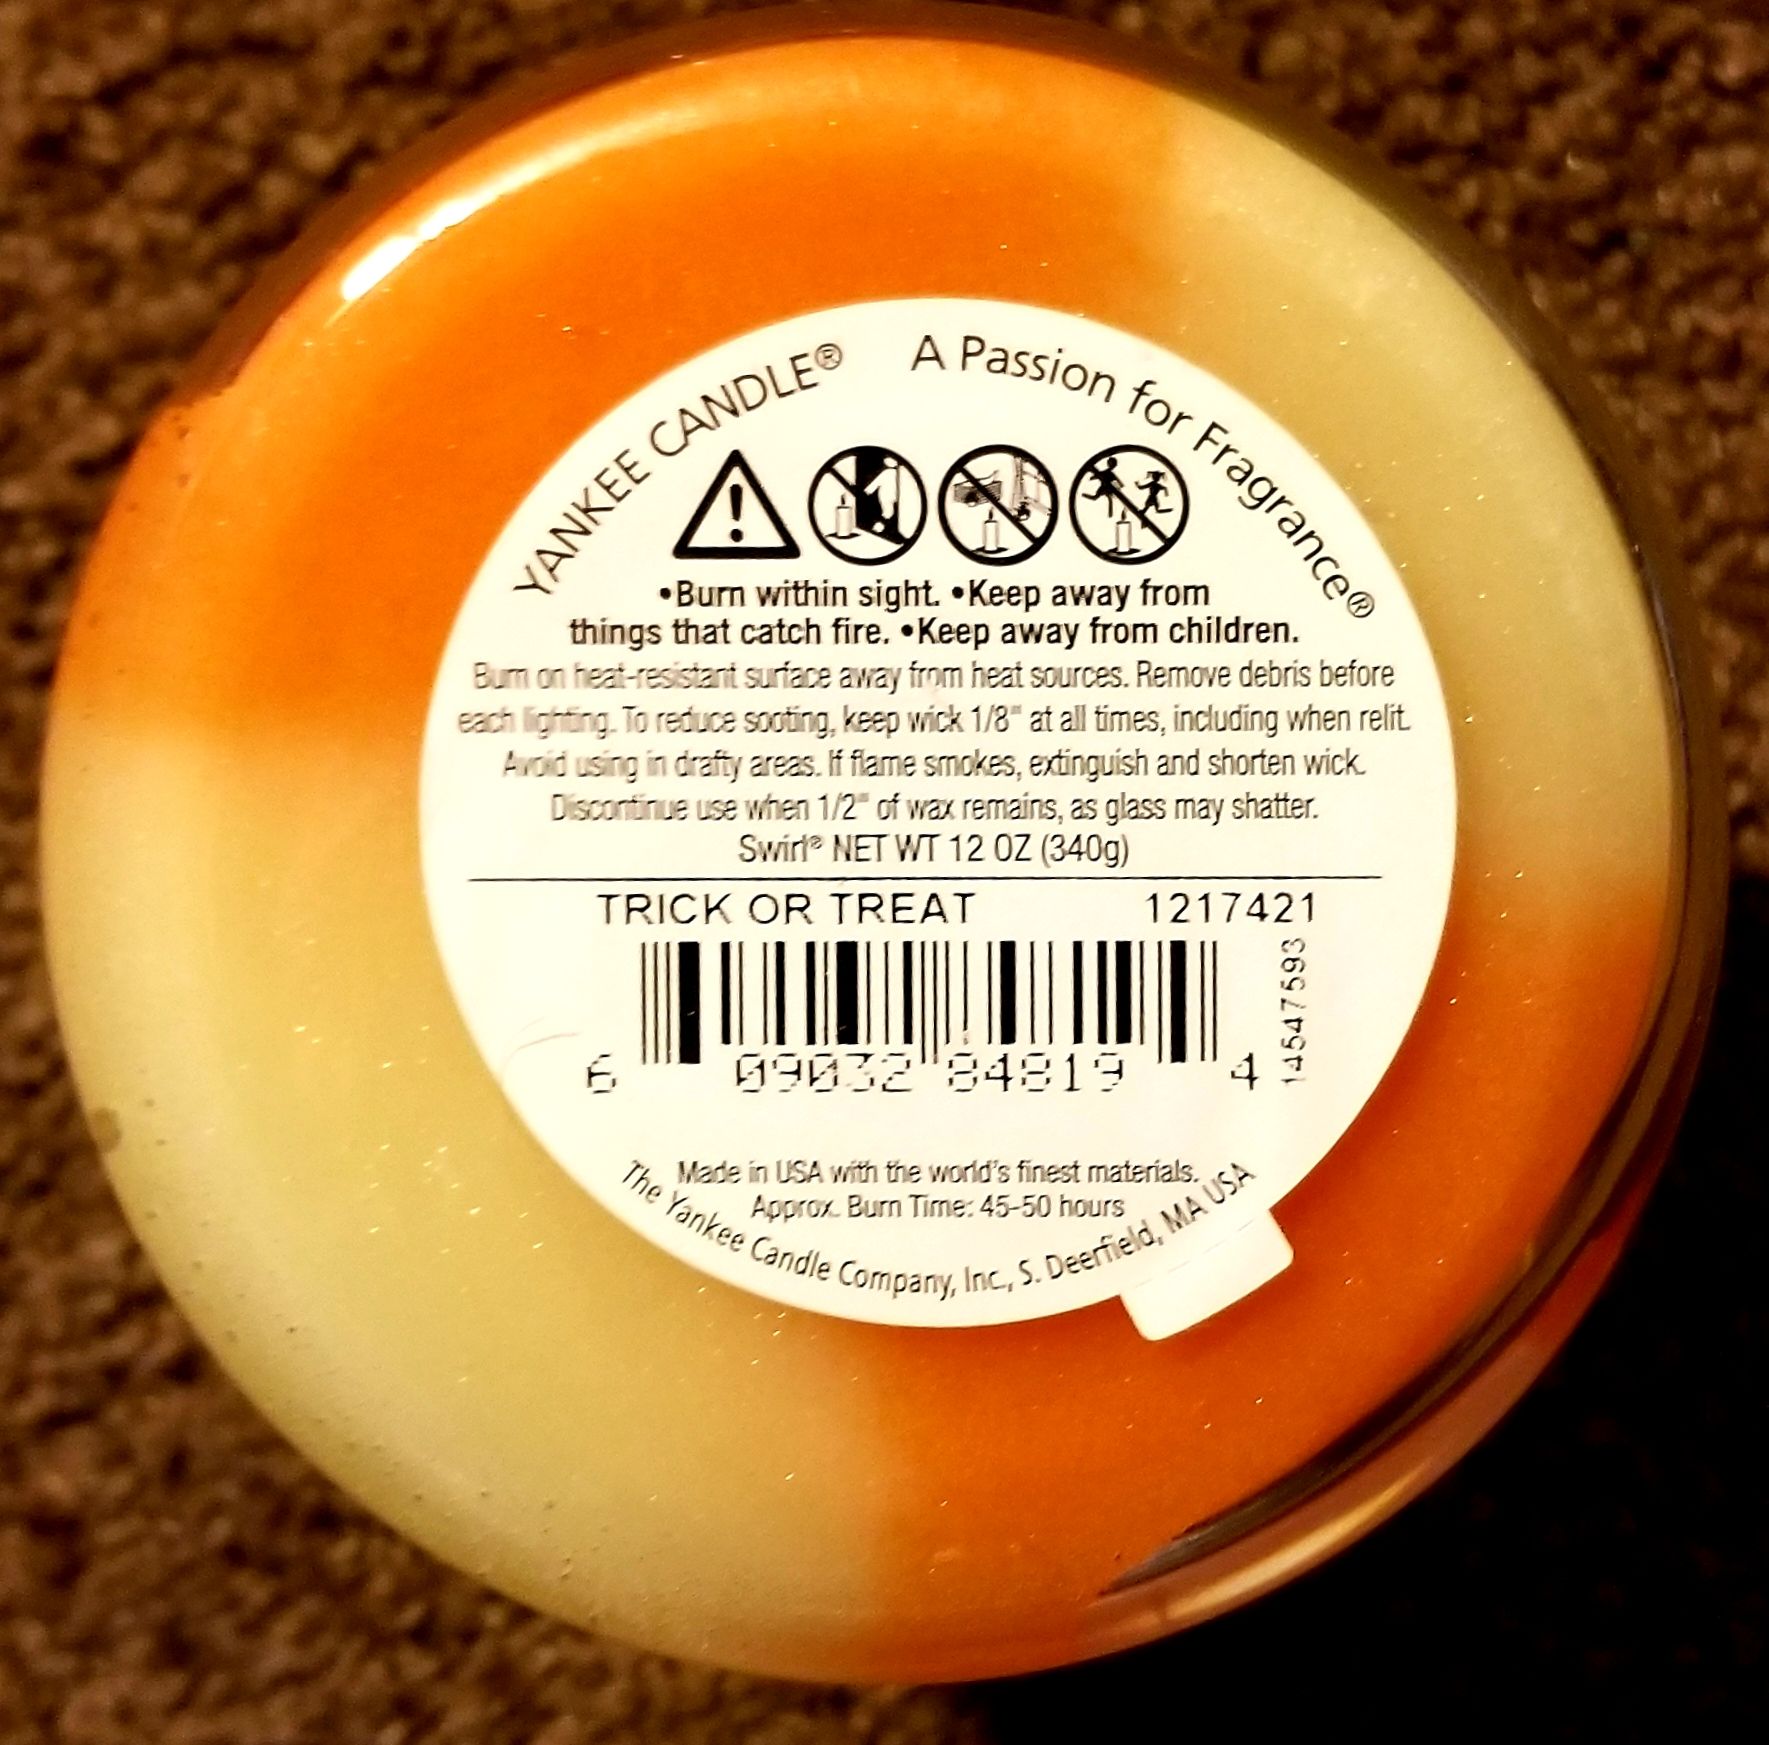 YANKEE CANDLE® A Passion for Fragrance®
•Burn within sight. •Keep away from
things that catch fire. •Keep away from children.
Burn on heat-resistant surface away from heat sources. Remove debris before
each lighting. To reduce sooting, keep wick 1/8" at all times, including when relit.
Avoid using in drafty areas. If flame smokes, extinguish and shorten wick.
Discontinue use when 1/2" of wax remains, as glass may shatter.
Swirl® NET WT 12 OZ (340g)
TRICK OR TREAT 1217421
14547593
6 09032 84819 4
Made in USA with the world's finest materials.
Approx. Burn Time: 45-50 hours
The Yankee Candle Company, Inc., S. Deerfield, MA USA